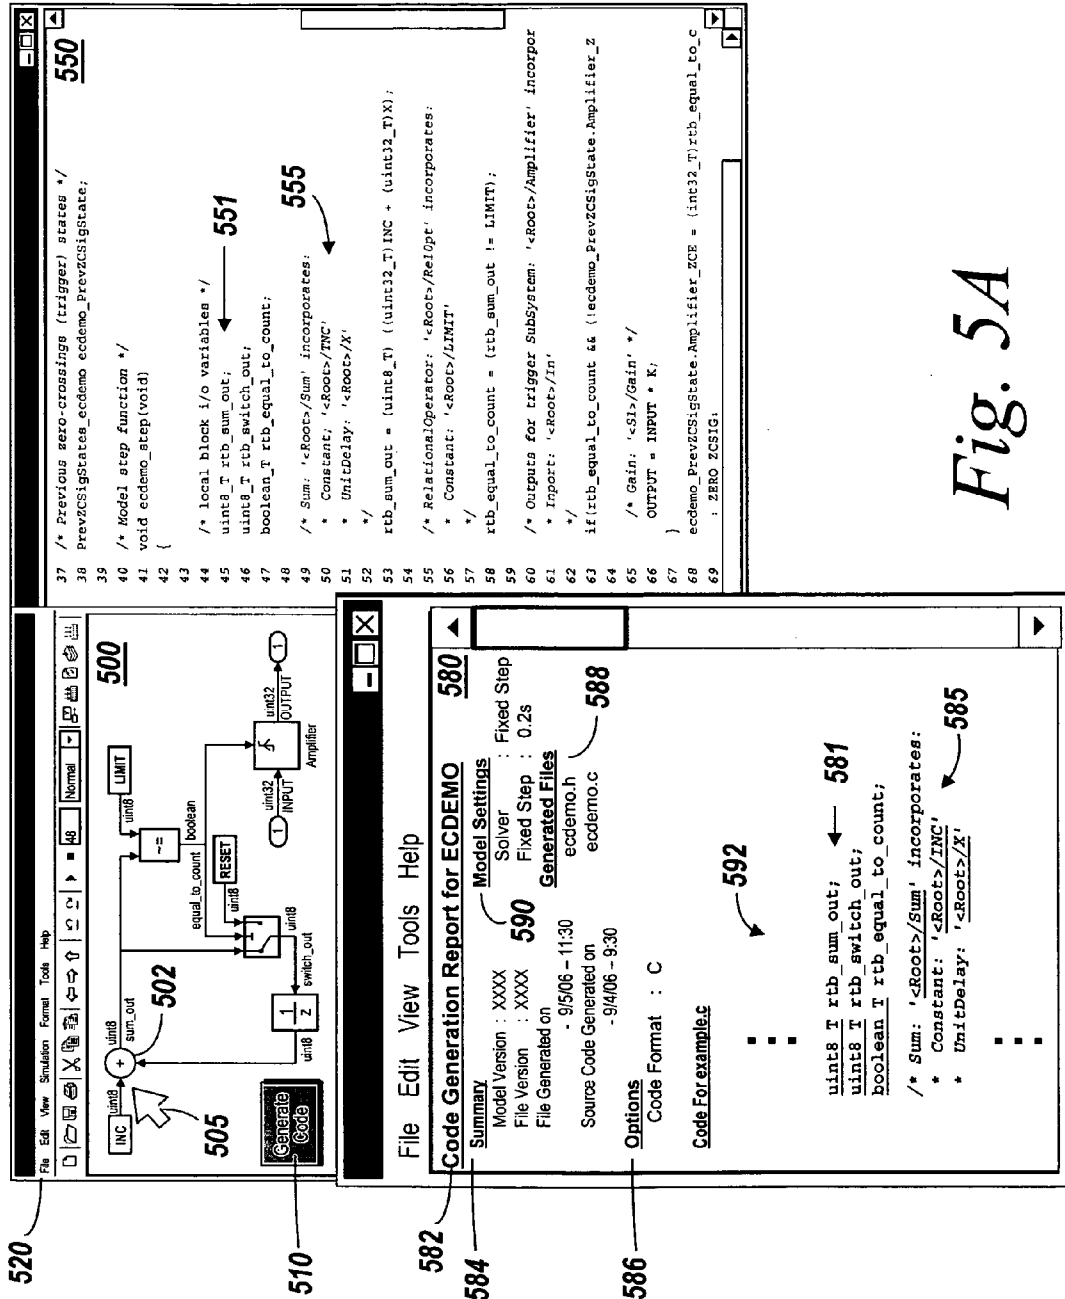 520
File Edit View Simulation Format Tools Help
48
Normal
500
INC
uint8
+
uint8
sum_out
502
505
LIMIT
uint8
~=
boolean
equal_to_count
RESET
uint8
uint8
switch_out
1
z
uint8
uint32
1
INPUT
Amplifier
uint32
OUTPUT
1
Generate
Code
510
550
37 /* Previous zero-crossings (trigger) states */
38 PrevZCSigStates_ecdemo ecdemo_PrevZCSigState;
39
40 /* Model step function */
41 void ecdemo_step(void)
42 {
43
44 /* local block i/o variables */
45 uint8_T rtb_sum_out;
46 uint8_T rtb_switch_out;
47 boolean_T rtb_equal_to_count;
48
49 /* Sum: '<Root>/Sum' incorporates:
50 * Constant; '<Root>/INC'
51 * UnitDelay: '<Root>/X'
52 */
53 rtb_sum_out = (uint8_T) ((uint32_T)INC + (uint32_T)X);
54
55 /* RelationalOperator: '<Root>/RelOpt' incorporates:
56 * Constant: '<Root>/LIMIT'
57 */
58 rtb_equal_to_count = (rtb_sum_out != LIMIT);
59
60 /* Outputs for trigger SubSystem: '<Root>/Amplifier' incorpor
61 * Inport: '<Root>/In'
62 */
63 if(rtb_equal_to_count && (!ecdemo_PrevZCSigState.Amplifier_Z
64
65 /* Gain: '<S1>/Gain' */
66 OUTPUT = INPUT * K;
67 }
68 ecdemo_PrevZCSigState.Amplifier_ZCE = (int32_T)rtb_equal_to_c
69 : ZERO ZCSIG:
551
555
File Edit View Tools Help
582
Code Generation Report for ECDEMO
580
584
Summary
Model Version : XXXX
File Version : XXXX
File Generated on
- 9/5/06 – 11:30
Source Code Generated on
- 9/4/06 – 9:30
590
Model Settings
Solver : Fixed Step
Fixed Step : 0.2s
Generated Files
ecdemo.h
ecdemo.c
588
586
Options
Code Format : C
Code For example.c
592
uint8 T rtb_sum_out;
uint8 T rtb_switch_out;
boolean T rtb_equal_to_count;
581
/* Sum: '<Root>/Sum' incorporates:
* Constant: '<Root>/INC'
* UnitDelay: '<Root>/X'
585
Fig. 5A